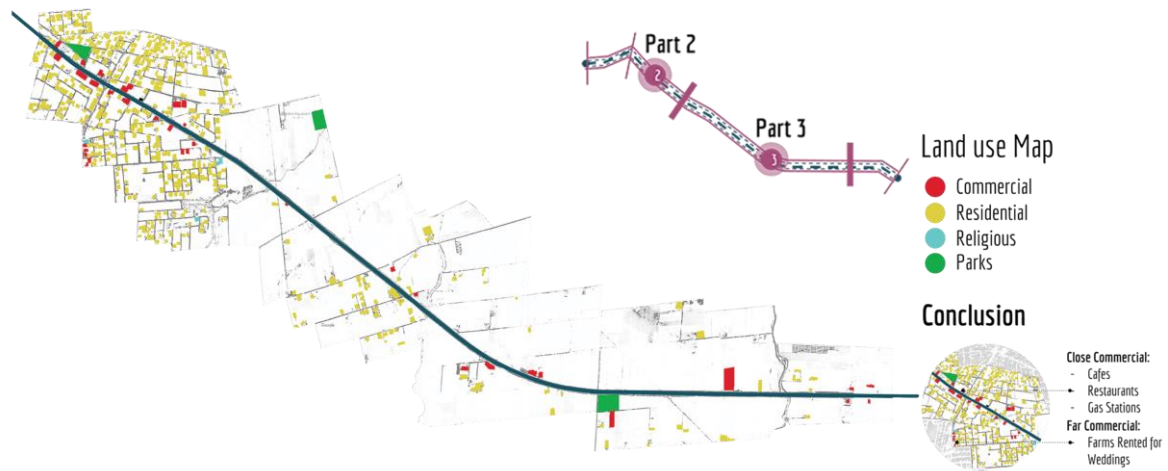 Part 2
2
Part 3
3
Land use Map
Commercial
Residential
Religious
Parks
Conclusion
Close Commercial:
- Cafes
- Restaurants
- Gas Stations
Far Commercial:
- Farms Rented for
Weddings